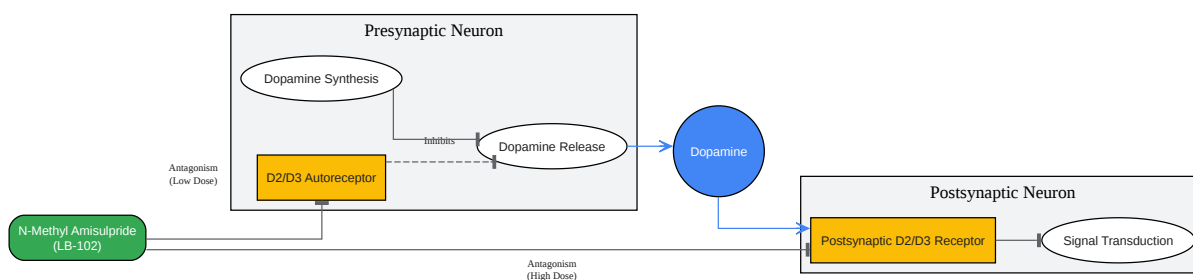 Presynaptic Neuron
Dopamine Synthesis
Inhibits
Dopamine Release
Dopamine
Antagonism
(Low Dose)
D2/D3 Autoreceptor
Postsynaptic Neuron
N-Methyl Amisulpride
(LB-102)
Postsynaptic D2/D3 Receptor
Signal Transduction
Antagonism
(High Dose)